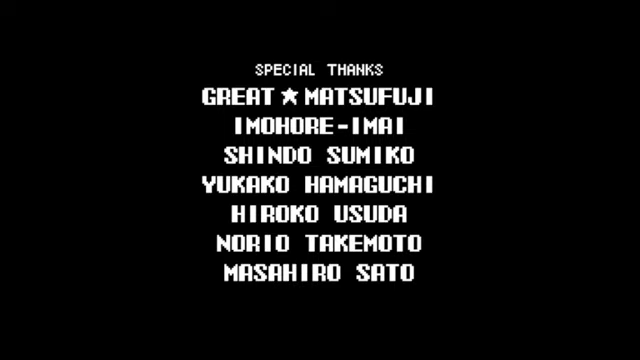 SPECIAL THANKS
GREAT★MATSUFUJI
IMOHORE-IMAI
SHINDO SUMIKO
YUKAKO HAMAGUCHI
HIROKO USUDA
NORIO TAKEMOTO
MASAHIRO SATO